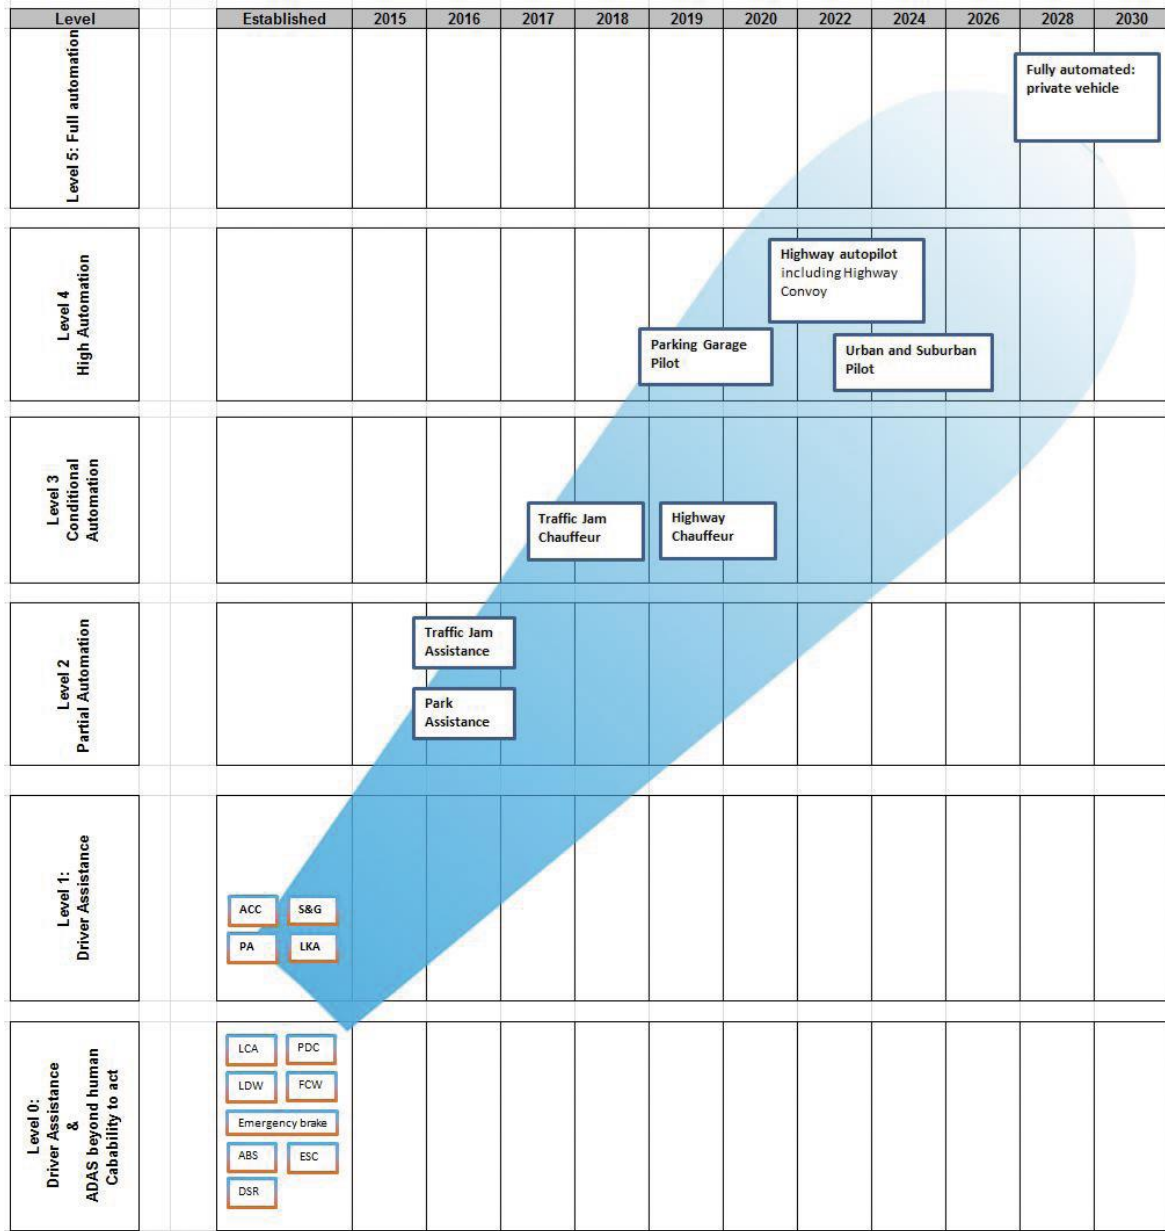 Level Established 2015 2016 2017 2018 2019 2020 2022 2024 2026 2028 2030
Level 5: Full automation
Fully automated:
private vehicle
Level 4
High Automation
Highway autopilot
including Highway
Convoy
Parking Garage
Pilot
Urban and Suburban
Pilot
Level 3
Conditional
Automation
Traffic Jam
Chauffeur
Highway
Chauffeur
Level 2
Partial Automation
Traffic Jam
Assistance
Park
Assistance
Level 1:
Driver Assistance
ACC S&G
PA LKA
Level 0:
Driver Assistance
&
ADAS beyond human
Cabability to act
LCA PDC
LDW FCW
Emergency brake
ABS ESC
DSR